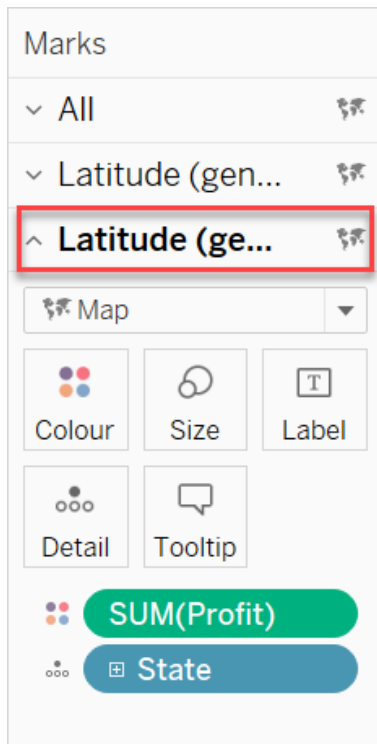 Marks
All
Latitude (gen...
Latitude (ge...
Map
Colour Size Label
Detail Tooltip
SUM(Profit)
State